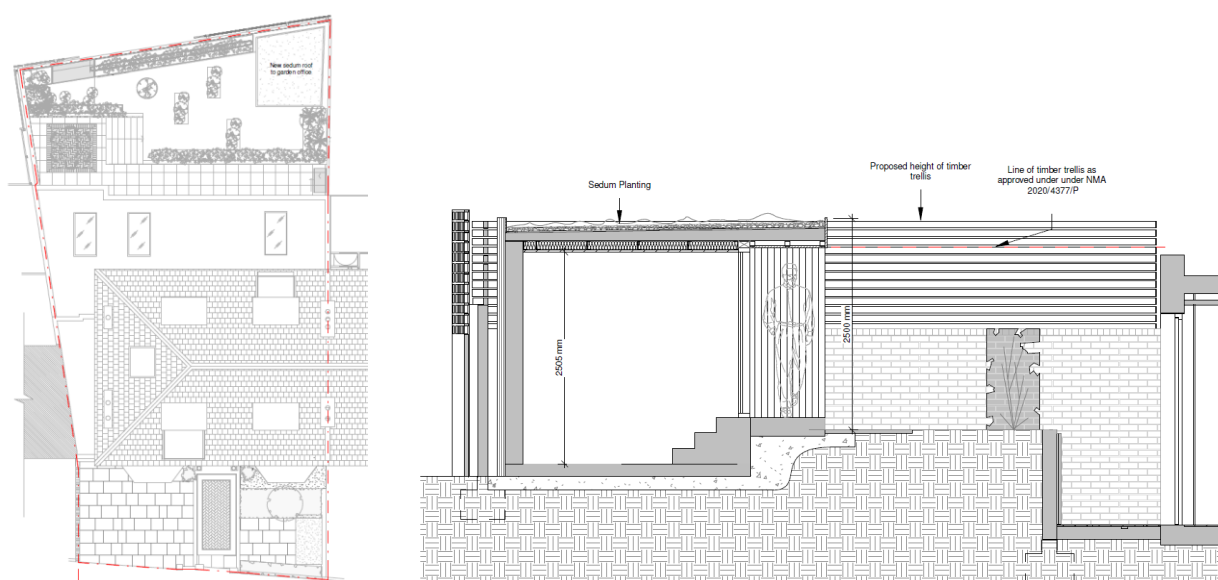 New sedum roof
to garden office
Sedum Planting
Proposed height of timber
trellis
Line of timber trellis as
approved under under NMA
2020/4377/P
2505 mm
2500 mm